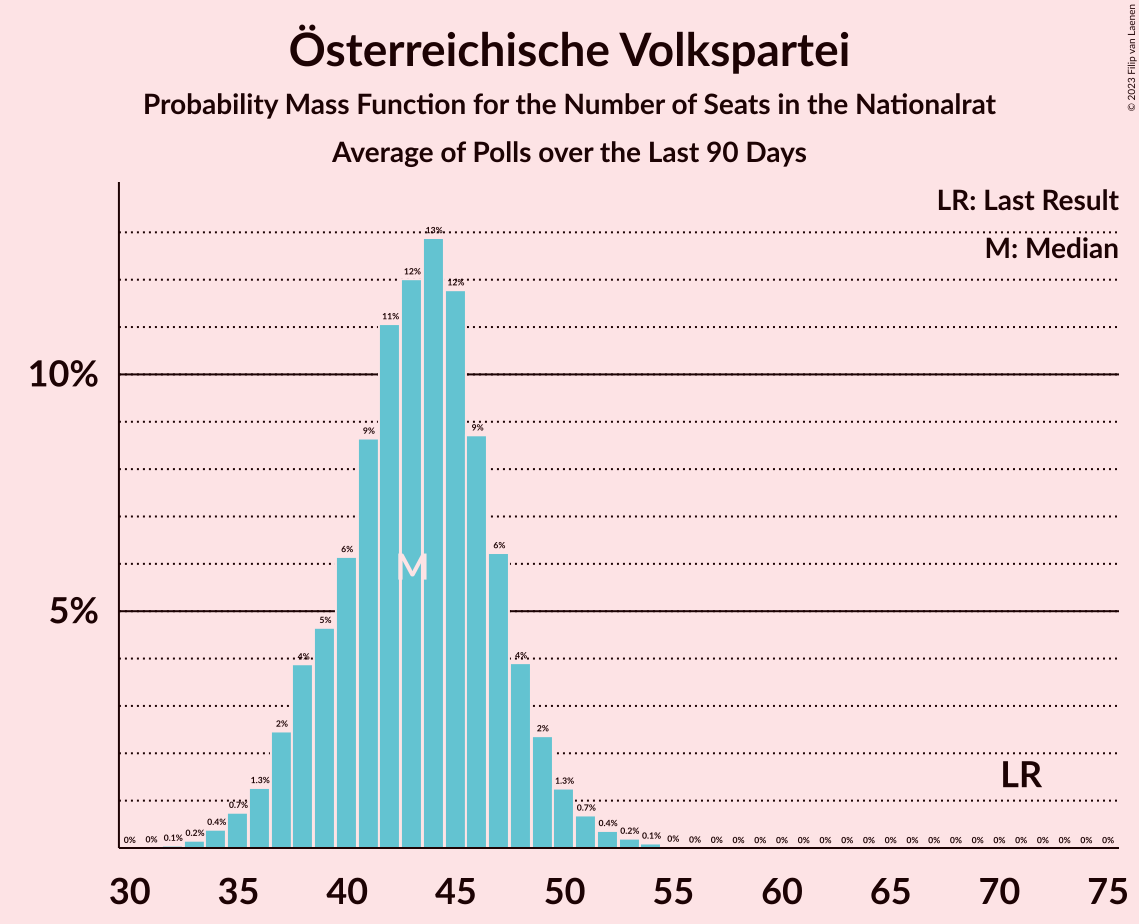 © 2023 Filip van Laenen
Österreichische Volkspartei
Probability Mass Function for the Number of Seats in the Nationalrat
Average of Polls over the Last 90 Days
LR: Last Result
M: Median
13%
12%
12%
11%
10%
9%
9%
6%
6%
M
5%
5%
4%
4%
2%
2%
LR
1.3%
1.3%
0.7%
0.7%
0.4%
0.4%
0.2%
0.2%
0% 0% 0.1% 0.1% 0% 0% 0% 0% 0% 0% 0% 0% 0% 0% 0% 0% 0% 0% 0% 0% 0% 0% 0% 0% 0%
30 35 40 45 50 55 60 65 70 75